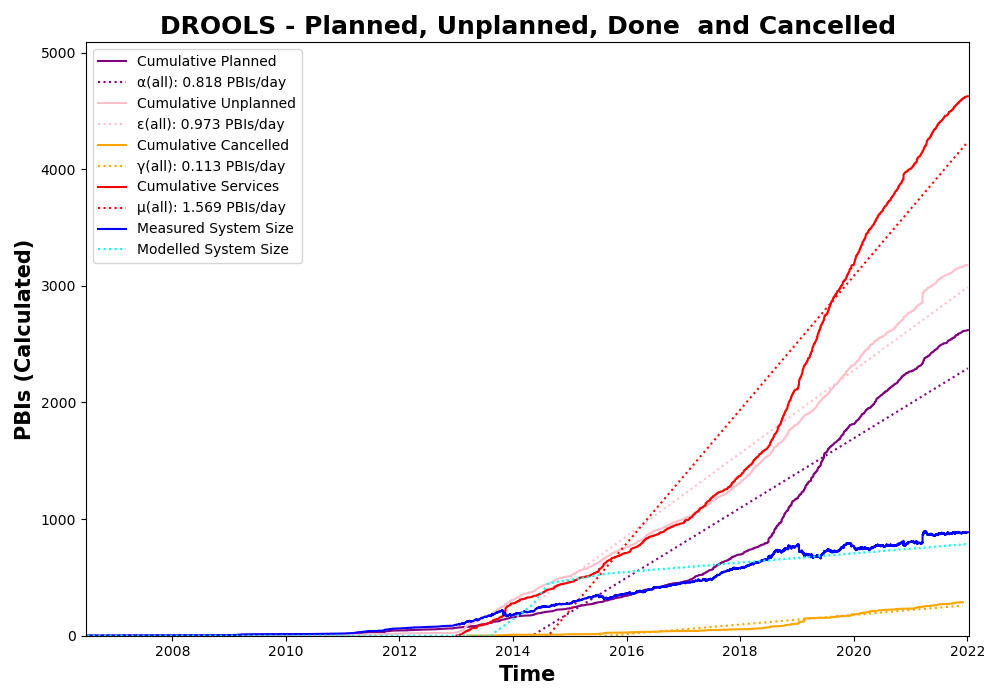 DROOLS - Planned, Unplanned, Done  and Cancelled
Cumulative Planned
α(all): 0.818 PBIs/day
Cumulative Unplanned
ε(all): 0.973 PBIs/day
Cumulative Cancelled
γ(all): 0.113 PBIs/day
Cumulative Services
μ(all): 1.569 PBIs/day
Measured System Size
Modelled System Size
PBIs (Calculated)
5000
4000
3000
2000
1000
0
2008 2010 2012 2014 2016 2018 2020 2022
Time